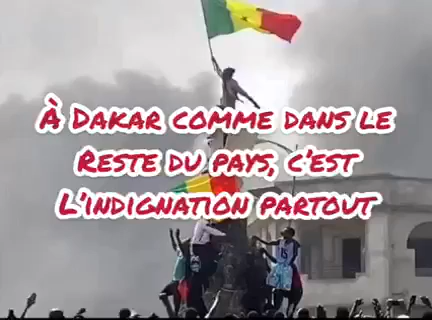 À Dakar comme dans le
Reste du pays, c'est
L'indignation partout